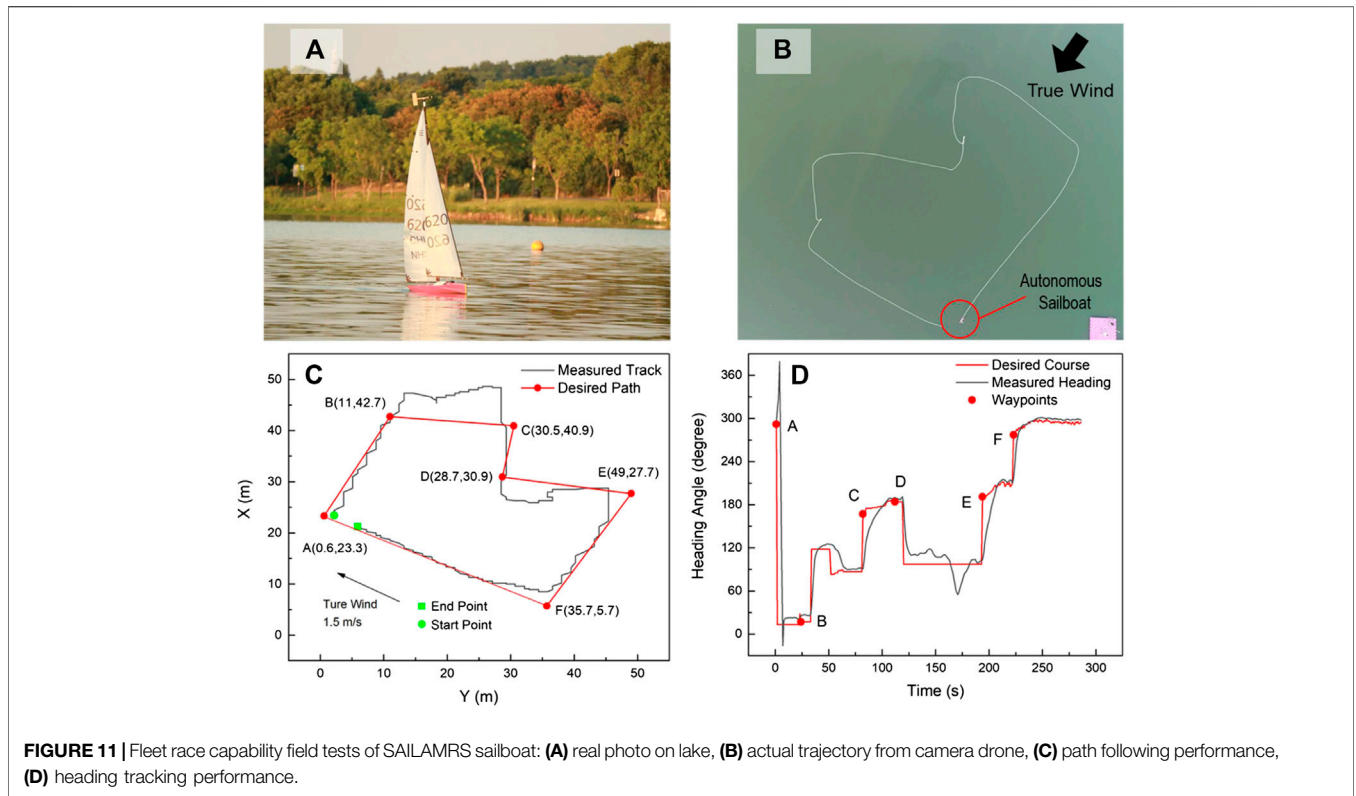 A
020
620
620
NH
B
True Wind
Autonomous
Sailboat
C
Measured Track
Desired Path
X (m)
50
40
30
20
10
0
B(11,42.7)
C(30.5,40.9)
D(28.7,30.9)
E(49,27.7)
A(0.6,23.3)
F(35.7,5.7)
Ture Wind
1.5 m/s
End Point
Start Point
0 10 20 30 40 50
Y (m)
D
Desired Course
Measured Heading
Waypoints
Heading Angle (degree)
360
300
240
180
120
60
0
A
B
C
D
E
F
0 50 100 150 200 250 300
Time (s)
FIGURE 11 | Fleet race capability field tests of SAILAMRS sailboat: (A) real photo on lake, (B) actual trajectory from camera drone, (C) path following performance,
(D) heading tracking performance.